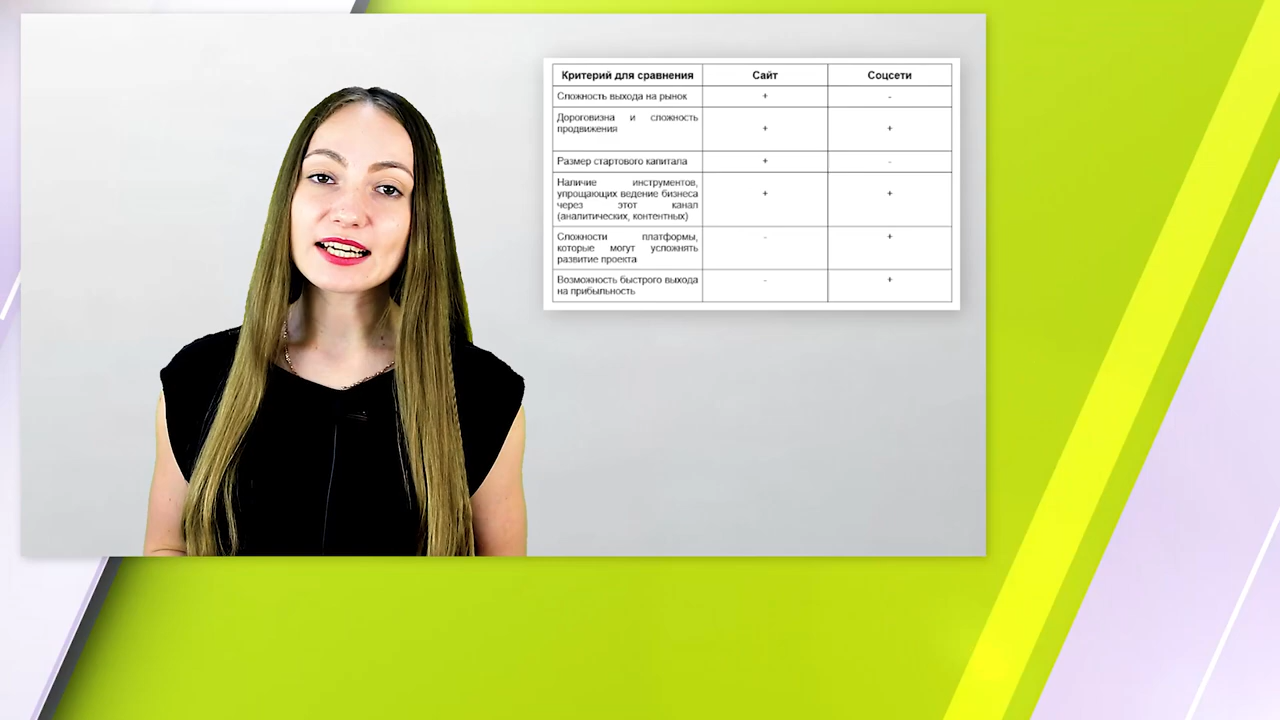 Критерий для сравнения Сайт Соцсети
Сложность выхода на рынок + -
Дороговизна и сложность
продвижения + +
Размер стартового капитала + -
Наличие инструментов,
упрощающих ведение бизнеса + +
через этот канал
(аналитических, контентных)
Сложности платформы, - +
которые могут усложнять
развитие проекта
Возможность быстрого выхода - +
на прибыльность